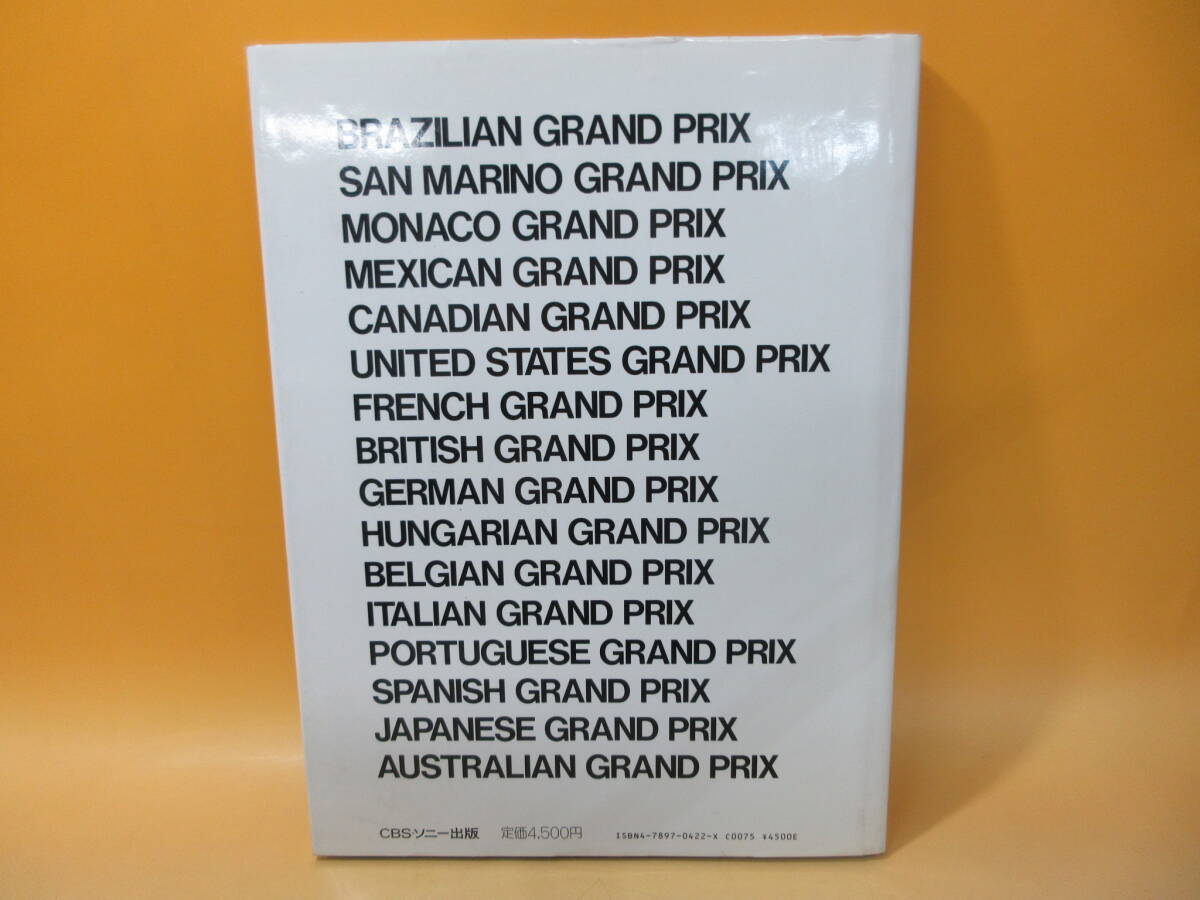 BRAZILIAN GRAND PRIX
SAN MARINO GRAND PRIX
MONACO GRAND PRIX
MEXICAN GRAND PRIX
CANADIAN GRAND PRIX
UNITED STATES GRAND PRIX
FRENCH GRAND PRIX
BRITISH GRAND PRIX
GERMAN GRAND PRIX
HUNGARIAN GRAND PRIX
BELGIAN GRAND PRIX
ITALIAN GRAND PRIX
PORTUGUESE GRAND PRIX
SPANISH GRAND PRIX
JAPANESE GRAND PRIX
AUSTRALIAN GRAND PRIX
CBS・ソニー出版 定価4,500円 ISBN4-7897-0422-X C0075 ¥4500E